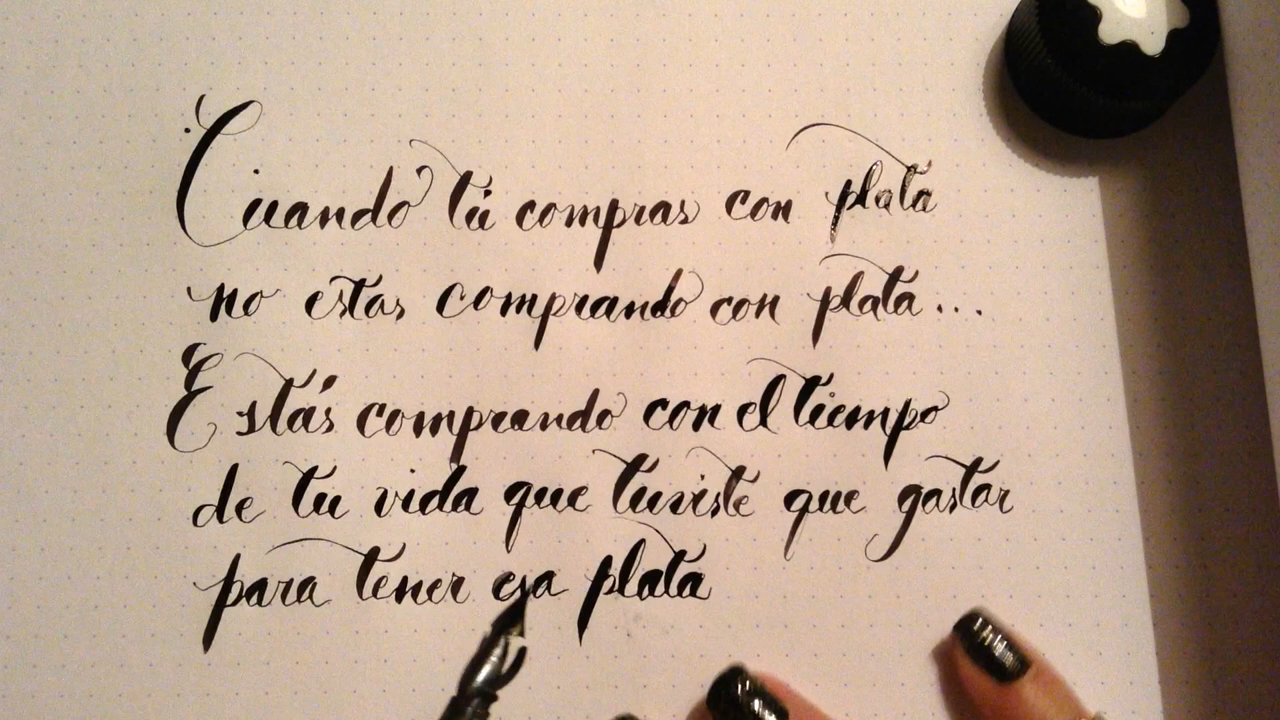 Cuando tú compras con plata
no estas comprando con plata...
Estás comprando con el tiempo
de tu vida que tuviste que gastar
para tener esa plata